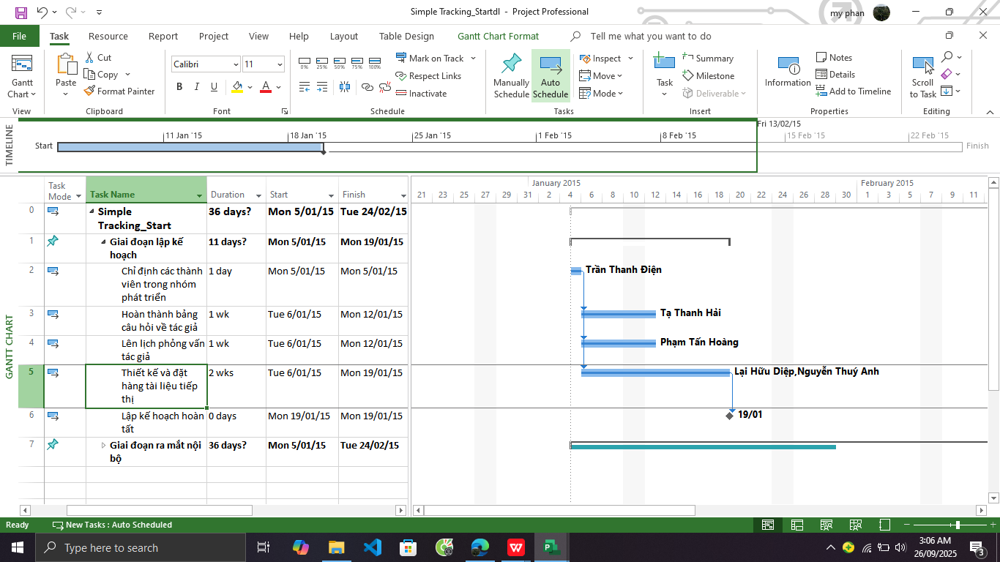 Simple Tracking_Startdl - Project Professional
my phan
File Task Resource Report Project View Help Layout Table Design Gantt Chart Format Tell me what you want to do
Gantt
Chart
View
Paste
Cut
Copy
Format Painter
Clipboard
Calibri 11
B I U A
Font
0% 25% 50% 75% 100%
Mark on Track
Respect Links
Inactivate
Schedule
Manually
Schedule
Auto
Schedule
Inspect
Move
Mode
Tasks
Task
Summary
Milestone
Deliverable
Insert
Information
Notes
Details
Add to Timeline
Properties
Scroll
to Task
Editing
TIMELINE
Fri 13/02/15
11 Jan '15 18 Jan '15 25 Jan '15 1 Feb '15 8 Feb '15 15 Feb '15 22 Feb '15
Start Finish
GANTT CHART
Task
Mode Task Name Duration Start Finish
January 2015 February 2015
21 23 25 27 29 31 2 4 6 8 10 12 14 16 18 20 22 24 26 28 30 1 3 5 7 9 11
0 Simple 36 days? Mon 5/01/15 Tue 24/02/15
Tracking_Start
1 Giai đoạn lập kế 11 days? Mon 5/01/15 Mon 19/01/15
hoạch
2 Chỉ định các thành 1 day Mon 5/01/15 Mon 5/01/15 Trần Thanh Điện
viên trong nhóm
phát triển
3 Hoàn thành bảng 1 wk Tue 6/01/15 Mon 12/01/15 Tạ Thanh Hải
câu hỏi về tác giả
4 Lên lịch phỏng vấn 1 wk Tue 6/01/15 Mon 12/01/15 Phạm Tấn Hoàng
tác giả
5 Thiết kế và đặt 2 wks Tue 6/01/15 Mon 19/01/15 Lại Hữu Diệp,Nguyễn Thuý Anh
hàng tài liệu tiếp
thị
6 Lập kế hoạch hoàn 0 days Mon 19/01/15 Mon 19/01/15 19/01
tất
7 Giai đoạn ra mắt nội 36 days? Mon 5/01/15 Tue 24/02/15
bộ
Ready New Tasks : Auto Scheduled
Type here to search
3:06 AM
26/09/2025
3